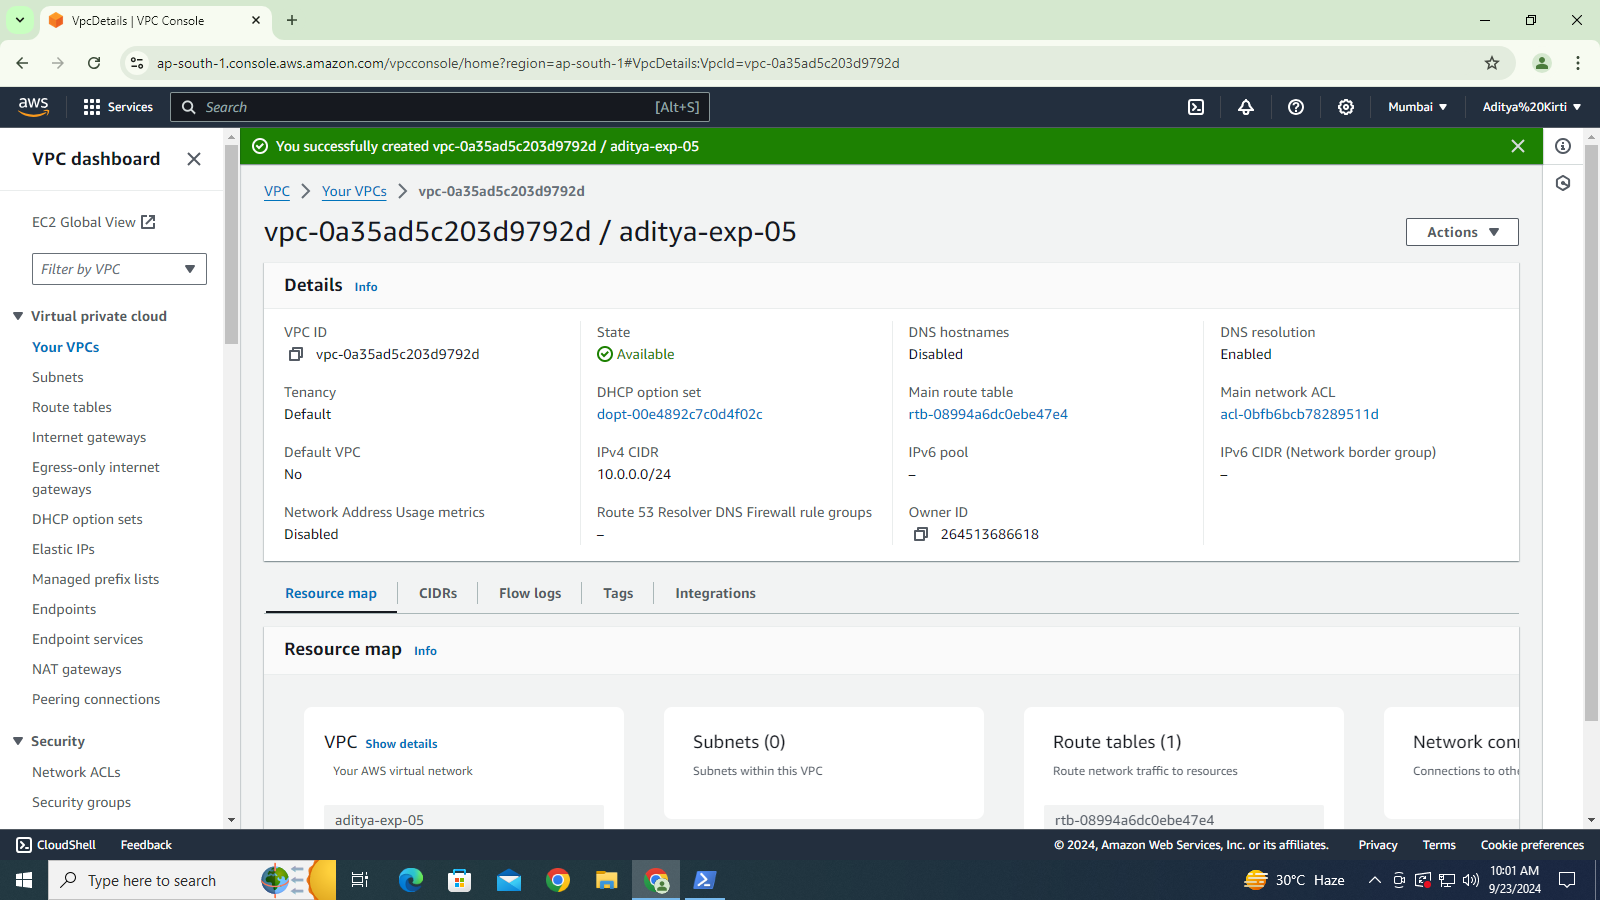 VpcDetails | VPC Console
ap-south-1.console.aws.amazon.com/vpcconsole/home?region=ap-south-1#VpcDetails:VpcId=vpc-0a35ad5c203d9792d
aws
Services
Search
[Alt+S]
Mumbai
Aditya%20Kirti
VPC dashboard
EC2 Global View
Filter by VPC
Virtual private cloud
Your VPCs
Subnets
Route tables
Internet gateways
Egress-only internet
gateways
DHCP option sets
Elastic IPs
Managed prefix lists
Endpoints
Endpoint services
NAT gateways
Peering connections
Security
Network ACLs
Security groups
You successfully created vpc-0a35ad5c203d9792d / aditya-exp-05
VPC
Your VPCs
vpc-0a35ad5c203d9792d
vpc-0a35ad5c203d9792d / aditya-exp-05
Actions
Details Info
VPC ID
vpc-0a35ad5c203d9792d
State
Available
DNS hostnames
Disabled
DNS resolution
Enabled
Tenancy
Default
DHCP option set
dopt-00e4892c7c0d4f02c
Main route table
rtb-08994a6dc0ebe47e4
Main network ACL
acl-0bfb6bcb78289511d
Default VPC
No
IPv4 CIDR
10.0.0.0/24
IPv6 pool
–
IPv6 CIDR (Network border group)
–
Network Address Usage metrics
Disabled
Route 53 Resolver DNS Firewall rule groups
–
Owner ID
264513686618
Resource map
CIDRs
Flow logs
Tags
Integrations
Resource map Info
VPC Show details
Your AWS virtual network
aditya-exp-05
Subnets (0)
Subnets within this VPC
Route tables (1)
Route network traffic to resources
rtb-08994a6dc0ebe47e4
Network conn
Connections to othe
CloudShell
Feedback
© 2024, Amazon Web Services, Inc. or its affiliates.
Privacy
Terms
Cookie preferences
Type here to search
30°C Haze
10:01 AM
9/23/2024